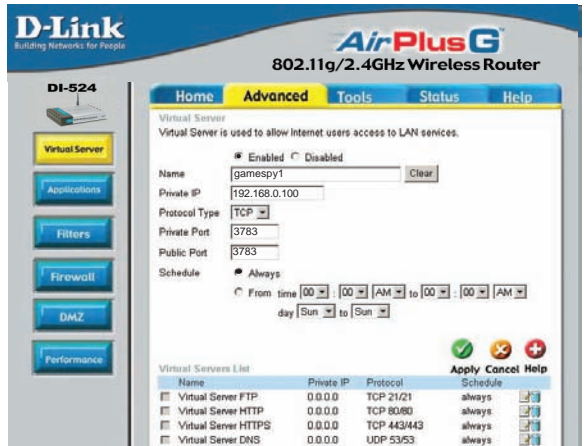 D-Link
Building Networks for People
AirPlus G
802.11g/2.4GHz Wireless Router
DI-524
Home Advanced Tools Status Help
Virtual Server
Applications
Filters
Firewall
DMZ
Performance
Virtual Server
Virtual Server is used to allow Internet users access to LAN services.
Enabled Disabled
Name gamespy1 Clear
Private IP 192.168.0.100
Protocol Type TCP
Private Port 3783
Public Port 3783
Schedule Always
From time 00 : 00 AM to 00 : 00 AM
day Sun to Sun
Apply Cancel Help
Virtual Servers List
Name Private IP Protocol Schedule
Virtual Server FTP 0.0.0.0 TCP 21/21 always
Virtual Server HTTP 0.0.0.0 TCP 80/80 always
Virtual Server HTTPS 0.0.0.0 TCP 443/443 always
Virtual Server DNS 0.0.0.0 UDP 53/53 always